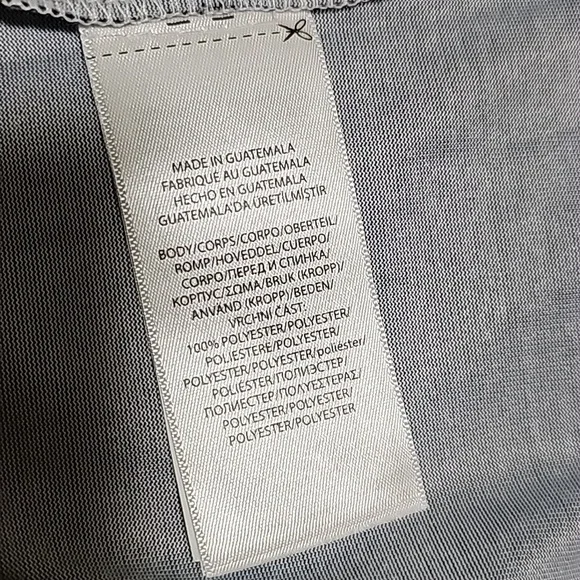 MADE IN GUATEMALA
FABRIQUÉ AU GUATEMALA
HECHO EN GUATEMALA
GUATEMALA'DA ÜRETİLMİŞTİR
BODY/CORPS/CORPO/OBERTEIL/
ROMP/HOVEDDEL/CUERPO/
CORPO/ПЕРЕД И СПИНКА/
КОРПУС/ΣΩΜΑ/BRUK (KROPP)/
ANVÄND (KROPP)/BEDEN/
VRCHNÍ ČÁST:
100% POLYESTER/POLYESTER/
POLIESTERE/POLYESTER/
POLYESTER/POLYESTER/poliéster/
POLIÉSTER/ПОЛИЭСТЕР/
ПОЛИЕСТЕР/ΠΟΛΥΕΣΤΕΡΑΣ/
POLYESTER/POLYESTER/
POLYESTER/POLYESTER